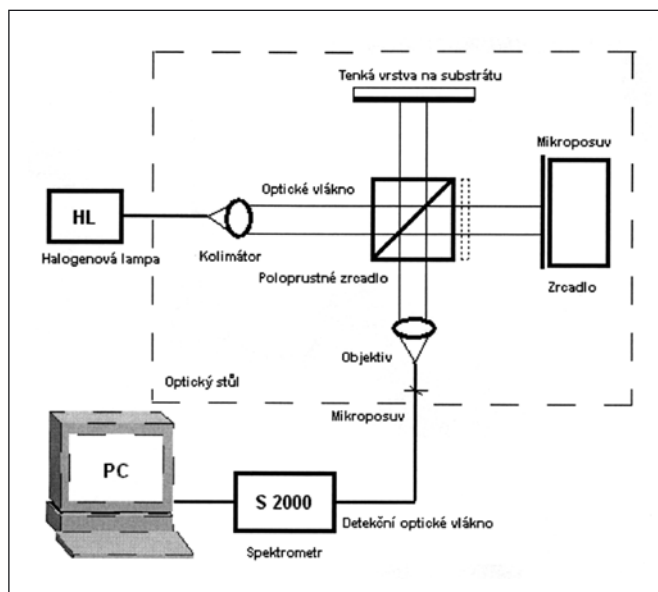 Tenká vrstva na substrátu
Mikroposuv
Optické vlákno
HL
Halogenová lampa
Kolimátor
Poloprustné zrcadlo
Zrcadlo
Objektiv
Optický stůl
Mikroposuv
PC
S 2000
Detekční optické vlákno
Spektrometr